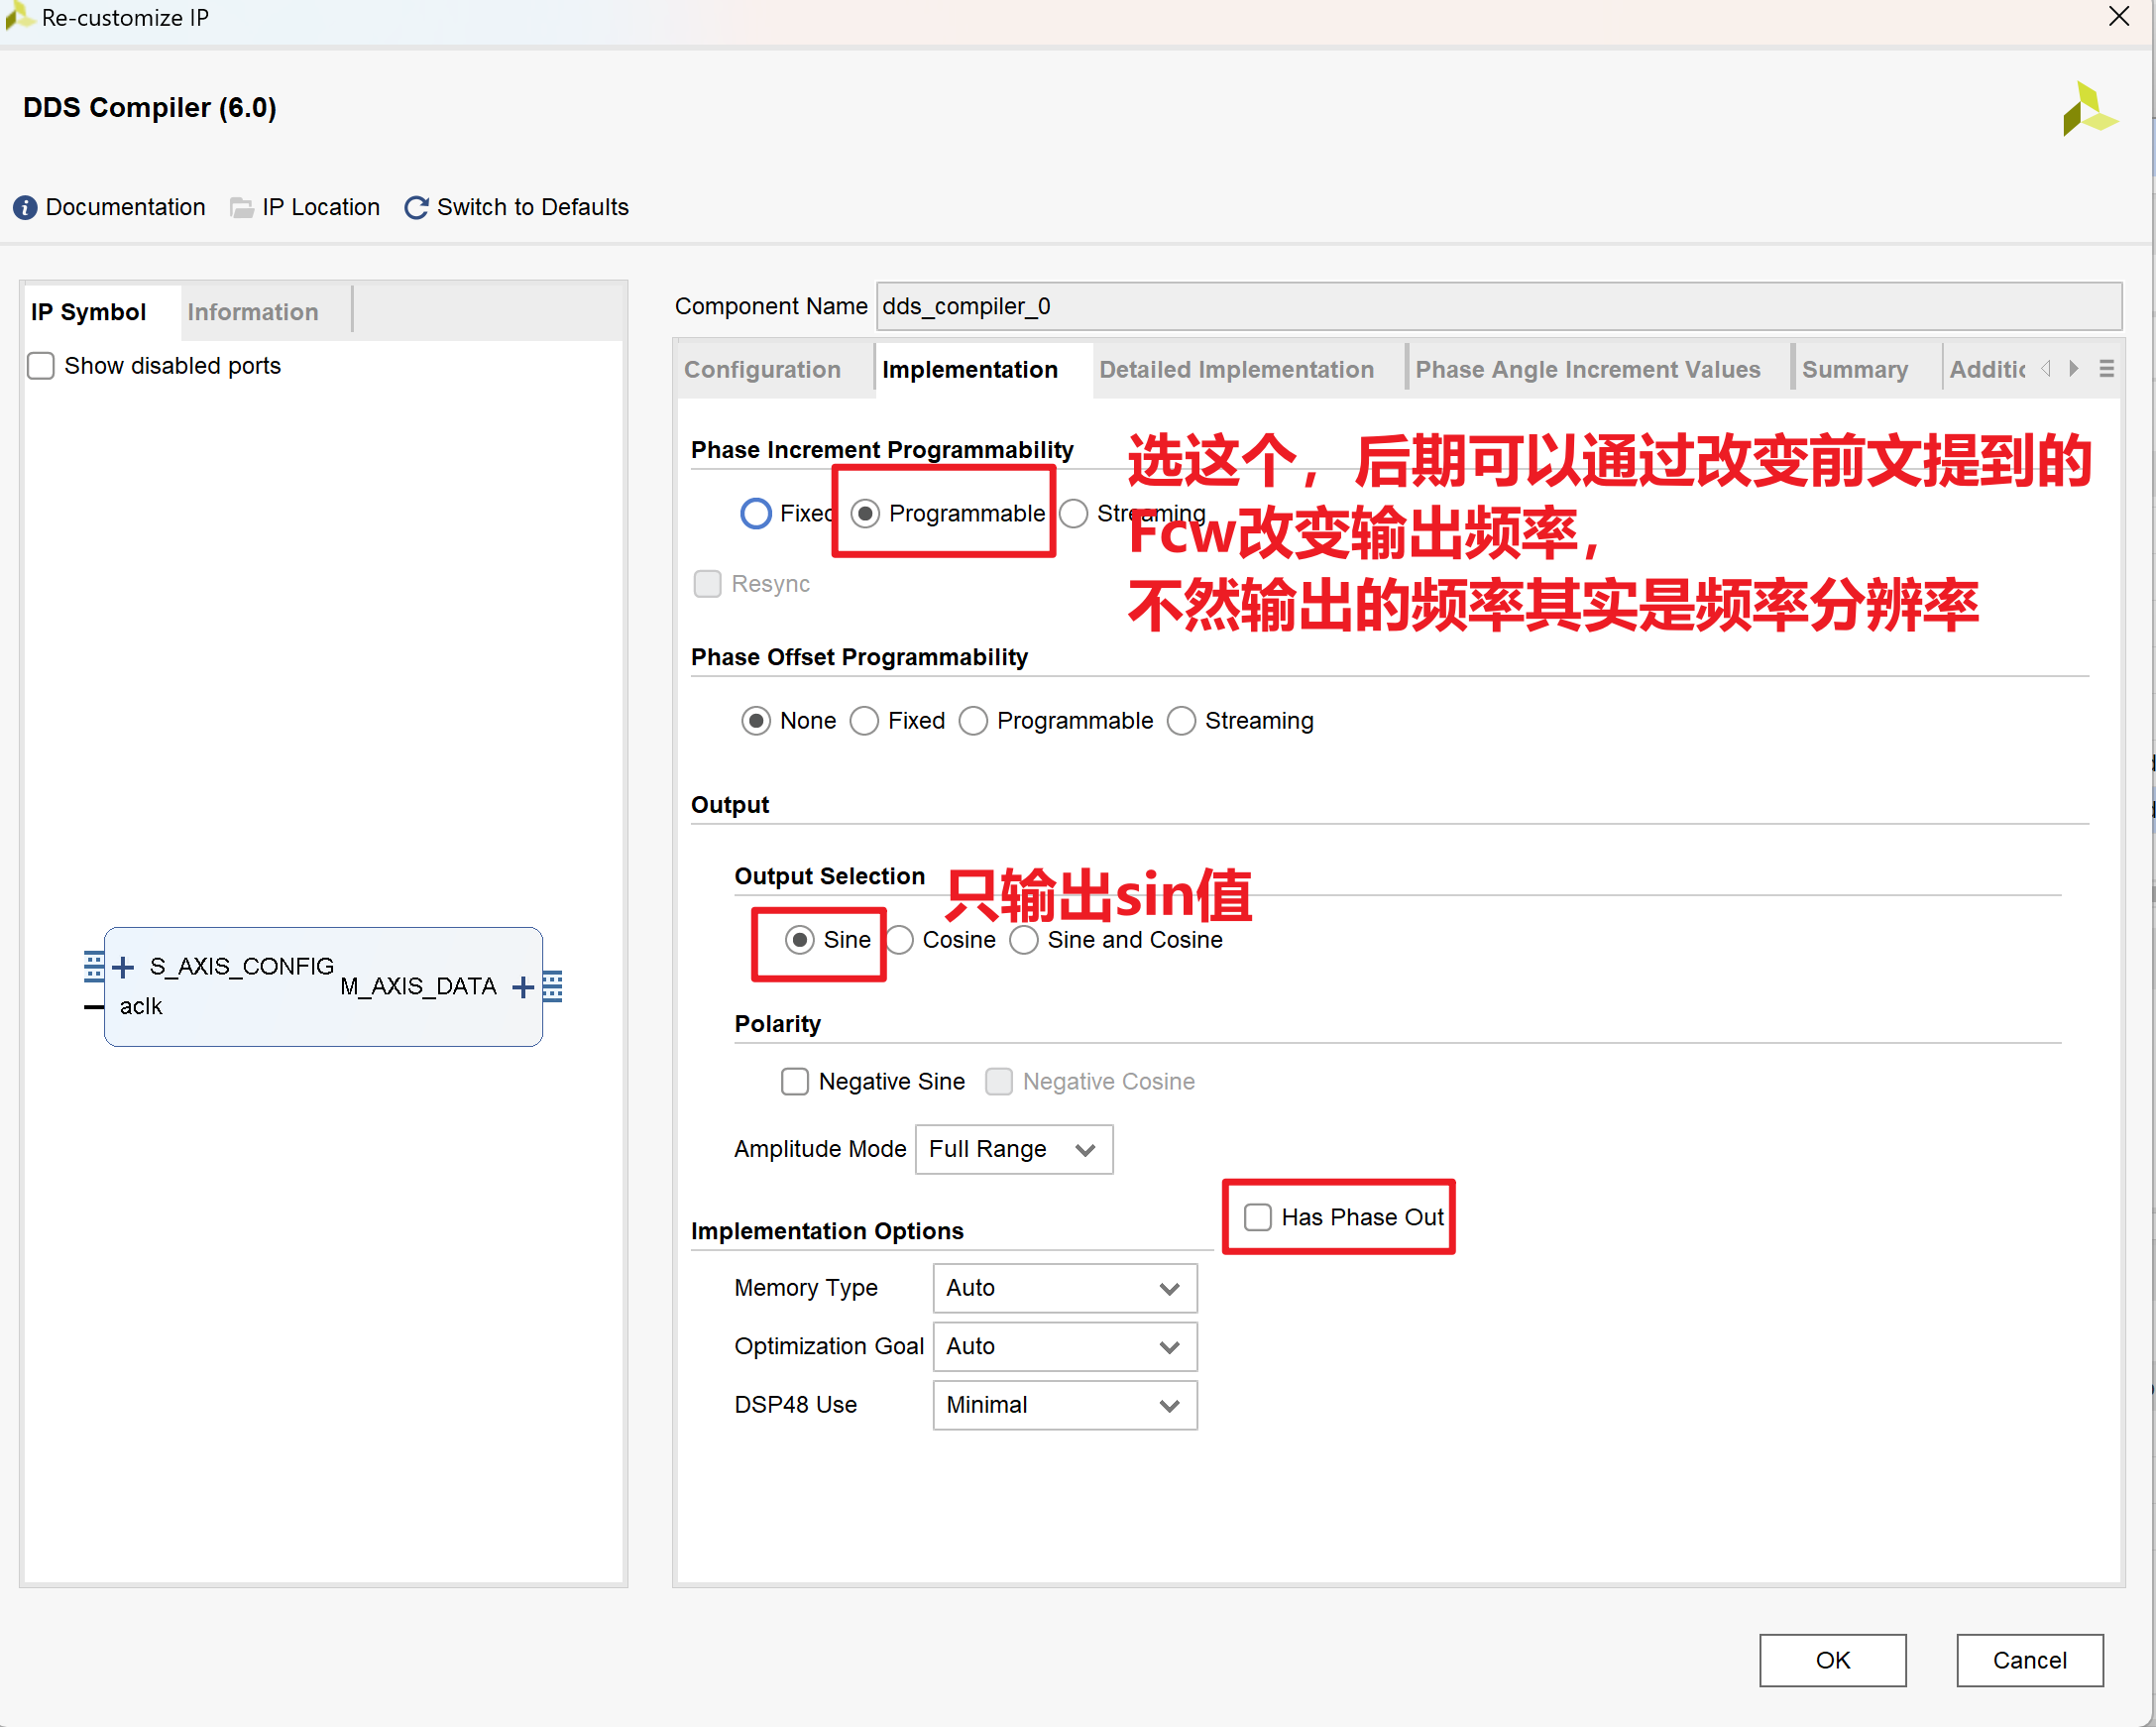 Re-customize IP
DDS Compiler (6.0)
Documentation
IP Location
Switch to Defaults
IP Symbol
Information
Show disabled ports
S_AXIS_CONFIG
aclk
M_AXIS_DATA
Component Name
dds_compiler_0
Configuration
Implementation
Detailed Implementation
Phase Angle Increment Values
Summary
Additic
Phase Increment Programmability
Fixed
Programmable
Streaming
选这个，后期可以通过改变前文提到的
Fcw改变输出频率，
不然输出的频率其实是频率分辨率
Resync
Phase Offset Programmability
None
Fixed
Programmable
Streaming
Output
Output Selection
只输出sin值
Sine
Cosine
Sine and Cosine
Polarity
Negative Sine
Negative Cosine
Amplitude Mode
Full Range
Has Phase Out
Implementation Options
Memory Type
Auto
Optimization Goal
Auto
DSP48 Use
Minimal
OK
Cancel